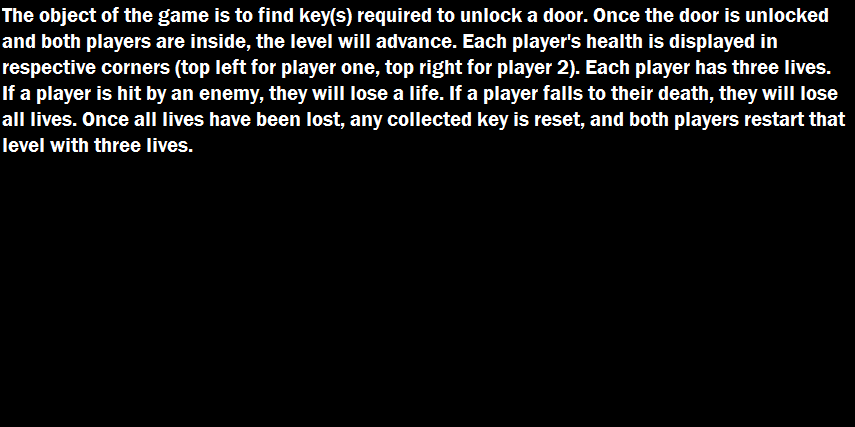 The object of the game is to find key(s) required to unlock a door. Once the door is unlocked
and both players are inside, the level will advance. Each player's health is displayed in
respective corners (top left for player one, top right for player 2). Each player has three lives.
If a player is hit by an enemy, they will lose a life. If a player falls to their death, they will lose
all lives. Once all lives have been lost, any collected key is reset, and both players restart that
level with three lives.